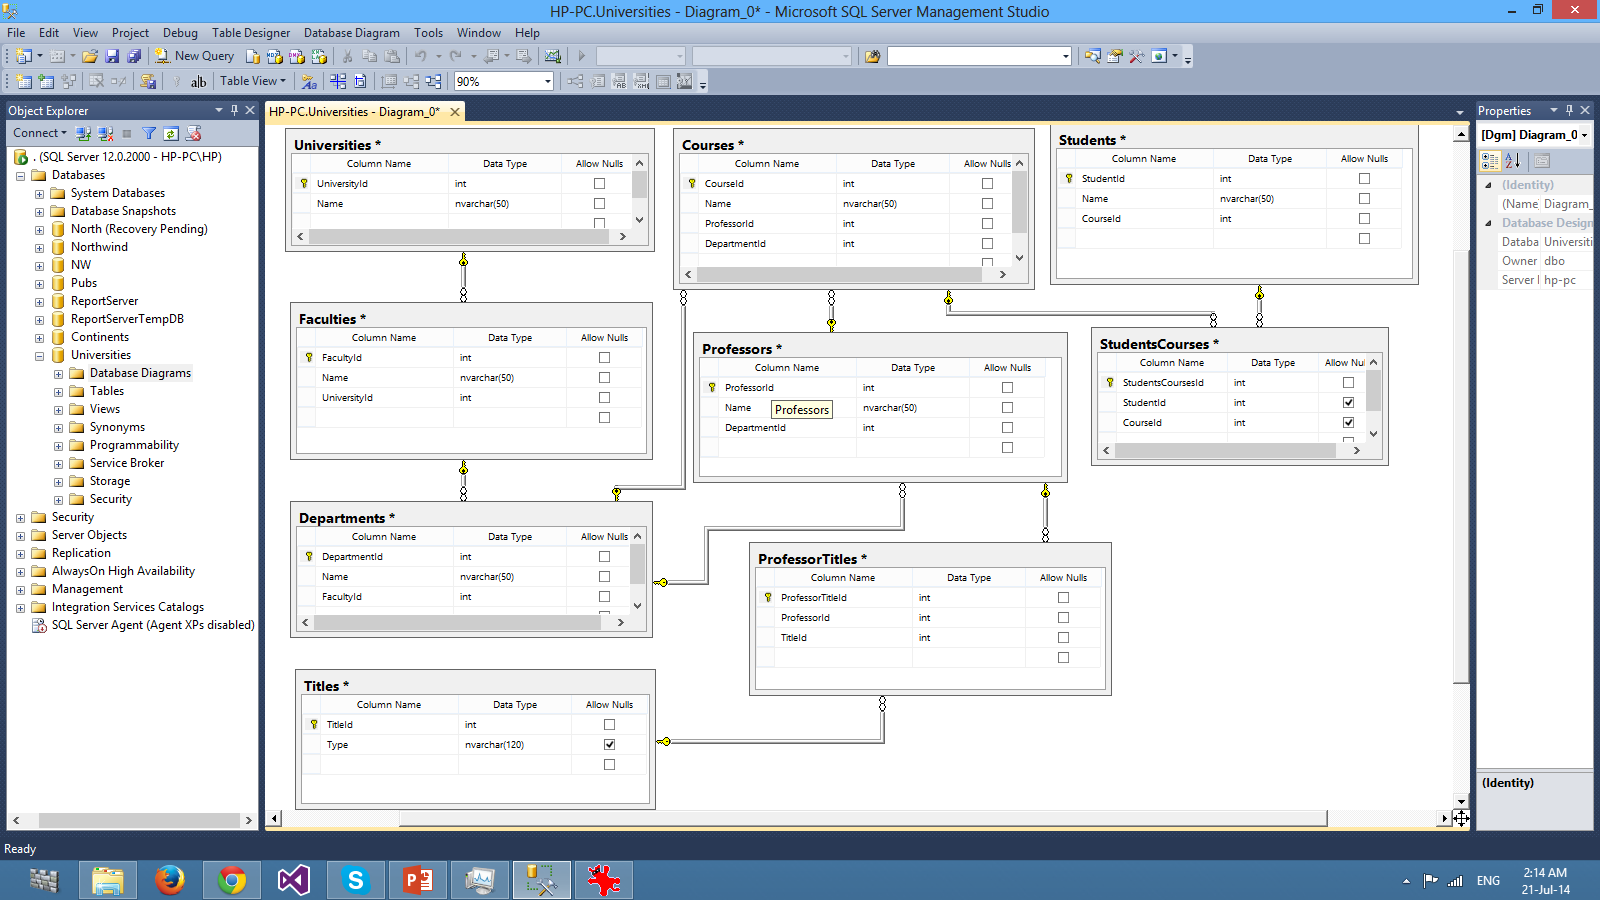 HP-PC.Universities - Diagram_0* - Microsoft SQL Server Management Studio
File Edit View Project Debug Table Designer Database Diagram Tools Window Help
New Query
Table View 90%
Object Explorer
Connect
. (SQL Server 12.0.2000 - HP-PC\HP)
Databases
System Databases
Database Snapshots
North (Recovery Pending)
Northwind
NW
Pubs
ReportServer
ReportServerTempDB
Continents
Universities
Database Diagrams
Tables
Views
Synonyms
Programmability
Service Broker
Storage
Security
Security
Server Objects
Replication
AlwaysOn High Availability
Management
Integration Services Catalogs
SQL Server Agent (Agent XPs disabled)
HP-PC.Universities - Diagram_0*
Universities *
Column Name Data Type Allow Nulls
UniversityId int
Name nvarchar(50)
Courses *
Column Name Data Type Allow Nulls
CourseId int
Name nvarchar(50)
ProfessorId int
DepartmentId int
Students *
Column Name Data Type Allow Nulls
StudentId int
Name nvarchar(50)
CourseId int
Faculties *
Column Name Data Type Allow Nulls
FacultyId int
Name nvarchar(50)
UniversityId int
Professors *
Column Name Data Type Allow Nulls
ProfessorId int
Name nvarchar(50)
Professors
DepartmentId int
StudentsCourses *
Column Name Data Type Allow Nul
StudentsCoursesId int
StudentId int
CourseId int
Departments *
Column Name Data Type Allow Nulls
DepartmentId int
Name nvarchar(50)
FacultyId int
ProfessorTitles *
Column Name Data Type Allow Nulls
ProfessorTitleId int
ProfessorId int
TitleId int
Titles *
Column Name Data Type Allow Nulls
TitleId int
Type nvarchar(120)
Properties
[Dgm] Diagram_0
(Identity)
(Name Diagram_
Database Design
Databa Universiti
Owner dbo
Server hp-pc
(Identity)
Ready
ENG
2:14 AM
21-Jul-14